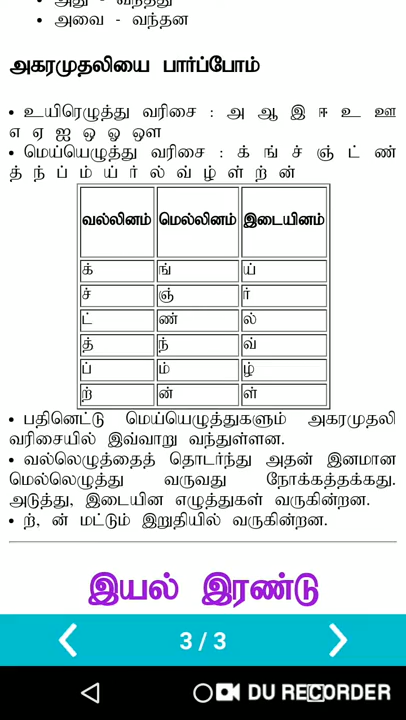 அது - வந்தது
• அவை - வந்தன
அகரமுதலியை பார்ப்போம்
• உயிரெழுத்து வரிசை : அ ஆ இ ஈ உ ஊ
எ ஏ ஐ ஒ ஓ ஔ
• மெய்யெழுத்து வரிசை : க் ங் ச் ஞ் ட் ண்
த் ந் ப் ம் ய் ர் ல் வ் ழ் ள் ற் ன்
வல்லினம் மெல்லினம் இடையினம்
க் ங் ய்
ச் ஞ் ர்
ட் ண் ல்
த் ந் வ்
ப் ம் ழ்
ற் ன் ள்
• பதினெட்டு மெய்யெழுத்துகளும் அகரமுதலி
வரிசையில் இவ்வாறு வந்துள்ளன.
• வல்லெழுத்தைத் தொடர்ந்து அதன் இனமான
மெல்லெழுத்து வருவது நோக்கத்தக்கது.
அடுத்து, இடையின எழுத்துகள் வருகின்றன.
• ற், ன் மட்டும் இறுதியில் வருகின்றன.
இயல் இரண்டு
3 / 3
DU RECORDER